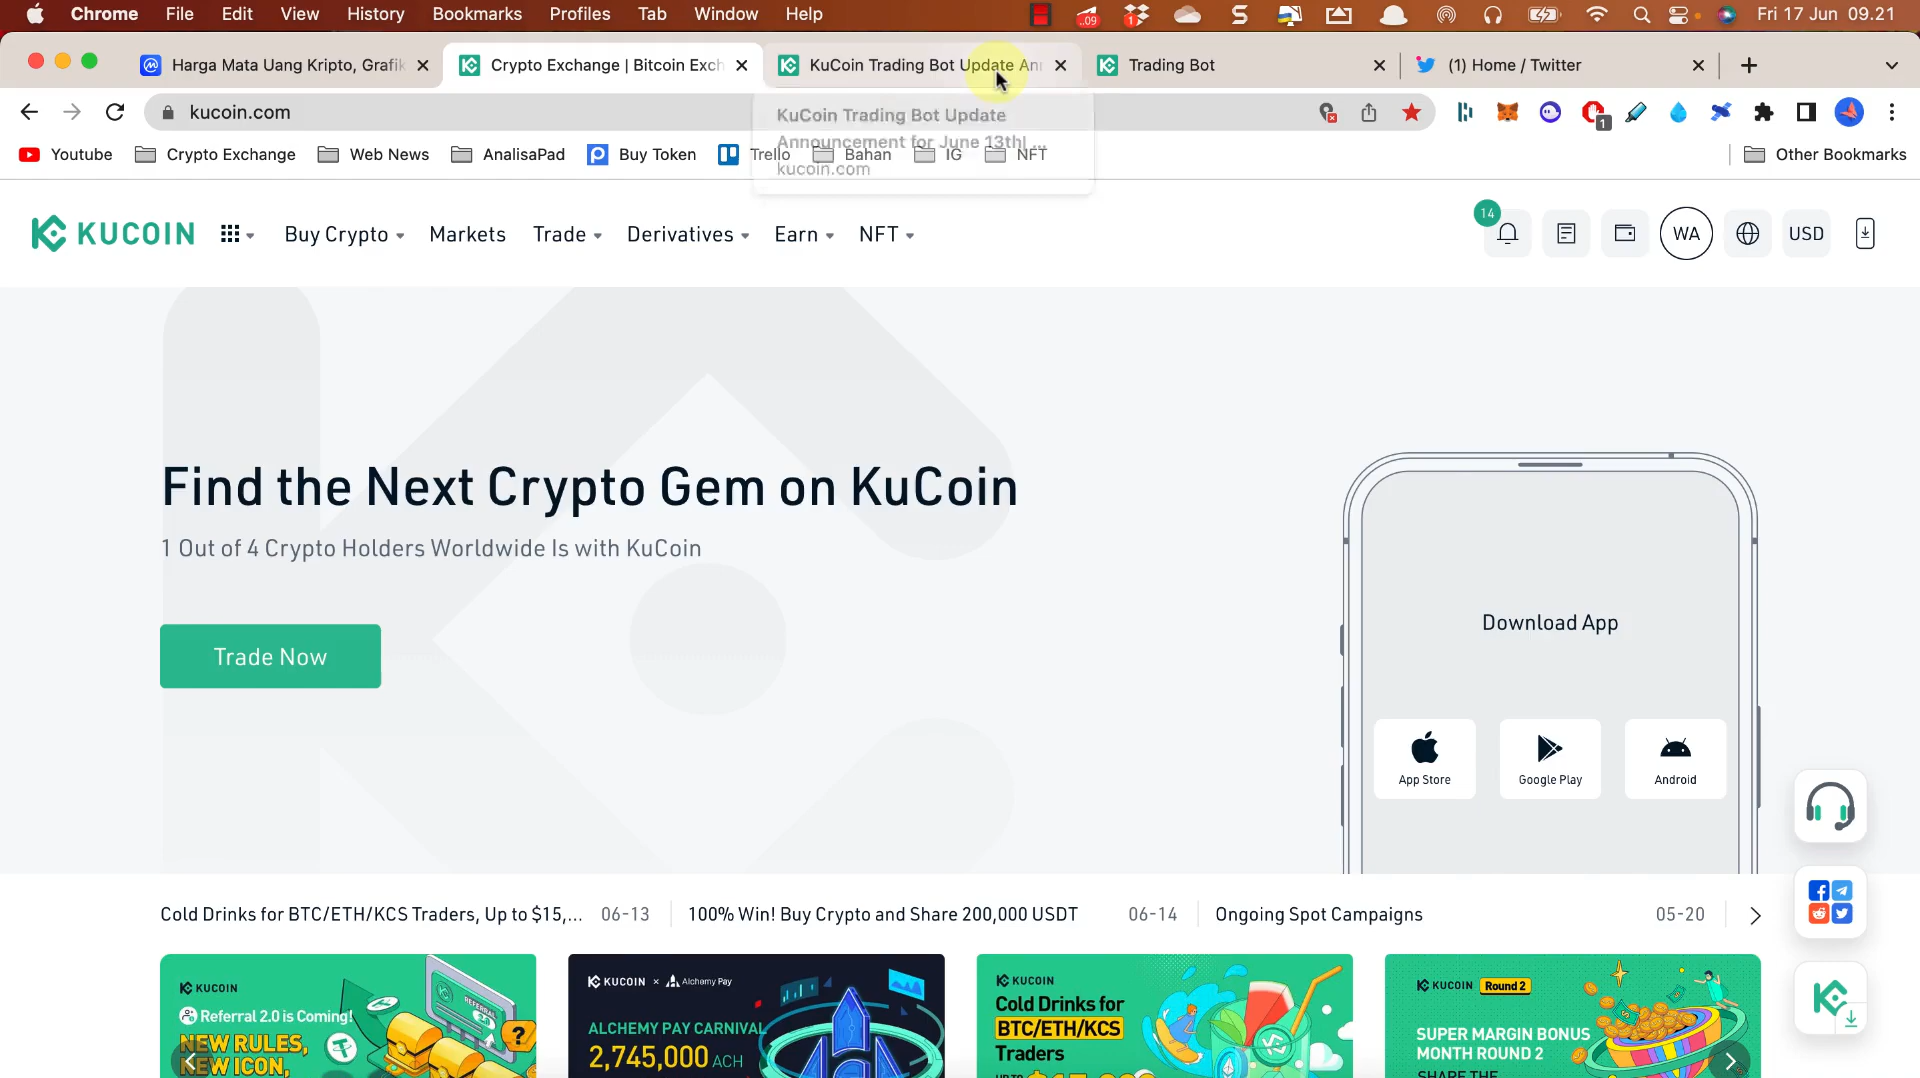 Chrome File Edit View History Bookmarks Profiles Tab Window Help
..09
1
Fri 17 Jun 09.21
Harga Mata Uang Kripto, Grafik
Crypto Exchange | Bitcoin Exch
KuCoin Trading Bot Update Ann
Trading Bot
(1) Home / Twitter
kucoin.com
1
KuCoin Trading Bot Update
Announcement for June 13th!...
kucoin.com
Youtube
Crypto Exchange
Web News
AnalisaPad
Buy Token
Trello
Bahan
IG
NFT
Other Bookmarks
KUCOIN
Buy Crypto
Markets
Trade
Derivatives
Earn
NFT
14
WA
USD
Find the Next Crypto Gem on KuCoin
1 Out of 4 Crypto Holders Worldwide Is with KuCoin
Trade Now
Download App
App Store
Google Play
Android
Cold Drinks for BTC/ETH/KCS Traders, Up to $15,... 06-13
100% Win! Buy Crypto and Share 200,000 USDT 06-14
Ongoing Spot Campaigns 05-20
KUCOIN
Referral 2.0 is Coming!
NEW RULES,
NEW ICON,
REFERRAL
2.0
KUCOIN × Alchemy Pay
ALCHEMY PAY CARNIVAL
2,745,000 ACH
KUCOIN
Cold Drinks for
BTC/ETH/KCS
Traders
KUCOIN Round 2
SUPER MARGIN BONUS
MONTH ROUND 2
SHARE THE